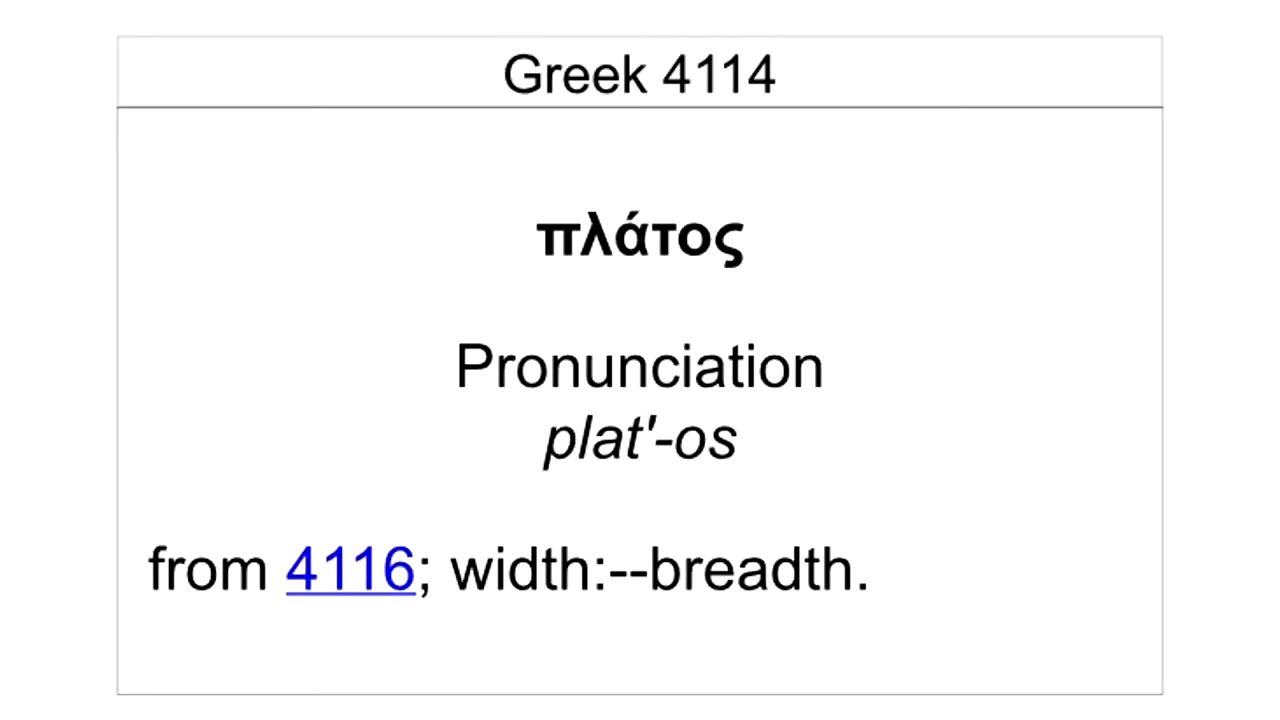 Greek 4114
πλάτος
Pronunciation
plat'-os
from 4116; width:--breadth.